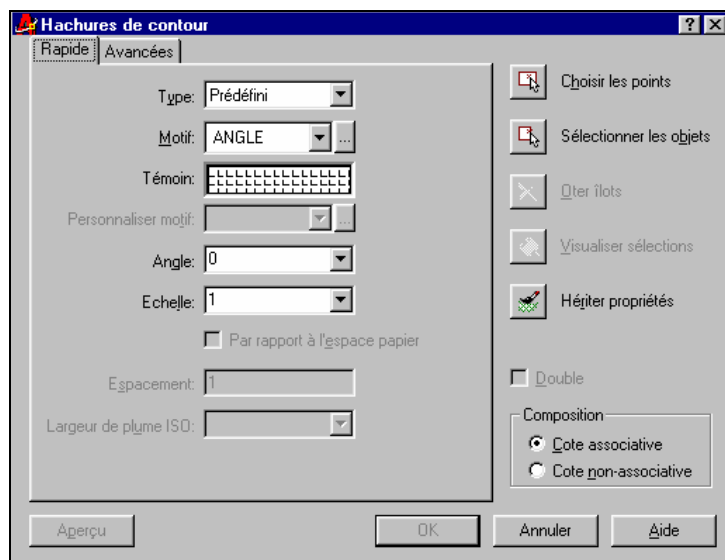 Hachures de contour
Rapide
Avancées
Type: Prédéfini
Motif: ANGLE ...
Témoin:
Personnaliser motif: ...
Angle: 0
Echelle: 1
Par rapport à l'espace papier
Espacement: 1
Largeur de plume ISO:
Choisir les points
Sélectionner les objets
Oter îlots
Visualiser sélections
Hériter propriétés
Double
Composition
Cote associative
Cote non-associative
Aperçu
OK
Annuler
Aide